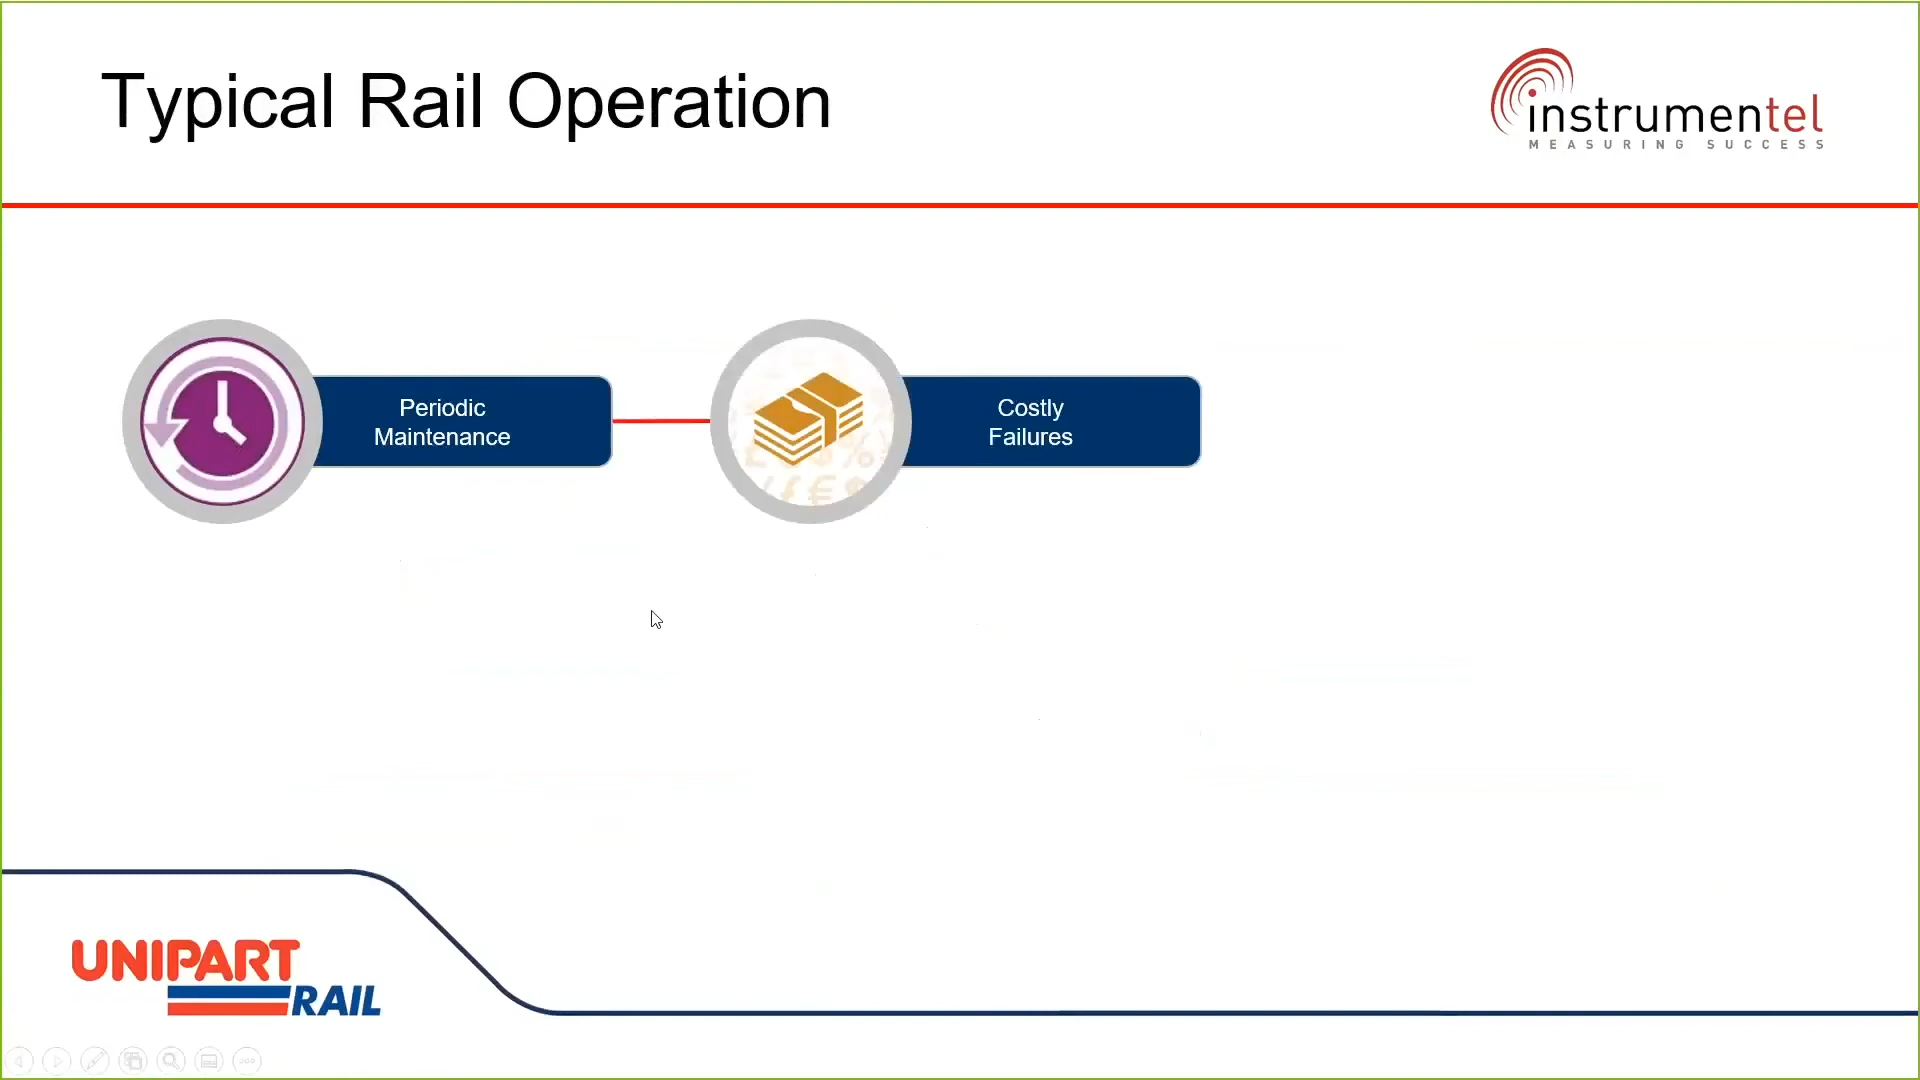 Typical Rail Operation
instrumentel
MEASURING SUCCESS
Periodic
Maintenance
Costly
Failures
UNIPART
RAIL